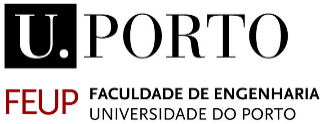 U. PORTO
FEUP FACULDADE DE ENGENHARIA
UNIVERSIDADE DO PORTO